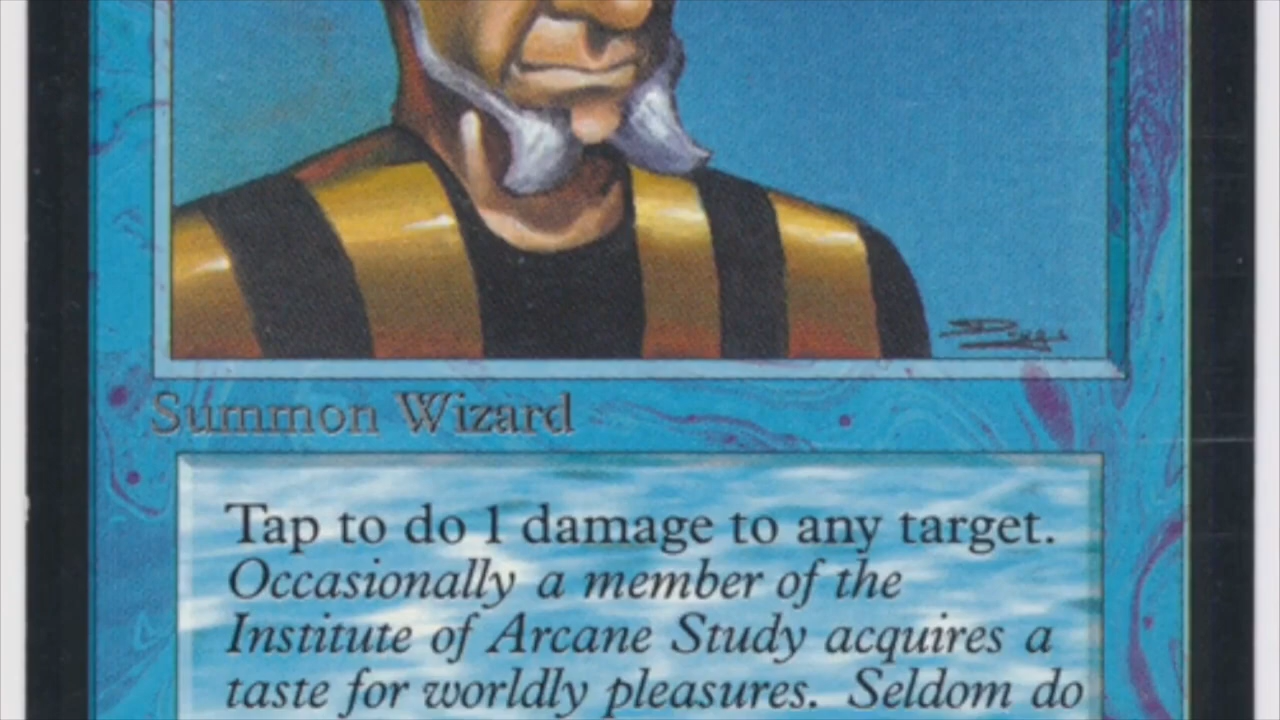 Summon Wizard
Tap to do 1 damage to any target.
Occasionally a member of the
Institute of Arcane Study acquires a
taste for worldly pleasures. Seldom do